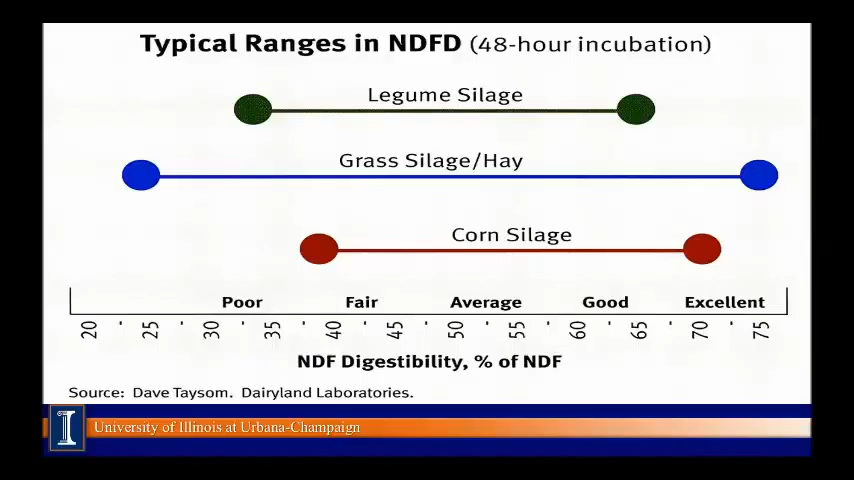 Typical Ranges in NDFD (48-hour incubation)
Legume Silage
Grass Silage/Hay
Corn Silage
Poor Fair Average Good Excellent
20 - 25 - 30 - 35 - 40 - 45 - 50 - 55 - 60 - 65 - 70 - 75
NDF Digestibility, % of NDF
Source: Dave Taysom. Dairyland Laboratories.
I University of Illinois at Urbana-Champaign